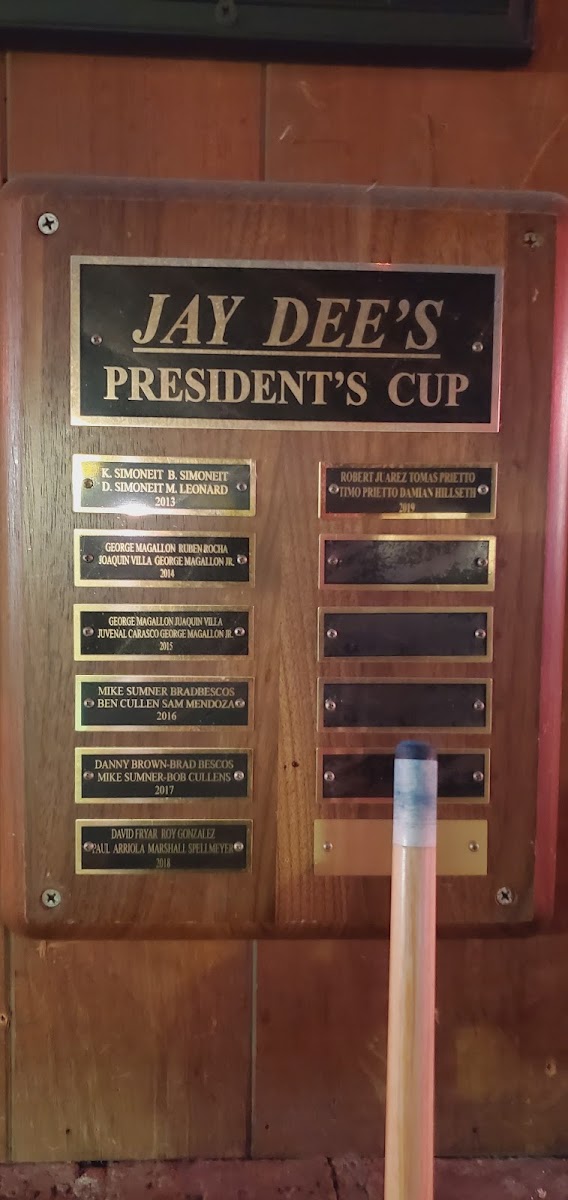 JAY DEE'S
PRESIDENT'S CUP
K. SIMONEIT B. SIMONEIT
D. SIMONEIT M. LEONARD
2013
GEORGE MAGALLON RUBEN ROCHA
JOAQUIN VILLA GEORGE MAGALLON JR.
2014
GEORGE MAGALLON JUAQUIN VILLA
JUVENAL CARASCO GEORGE MAGALLON JR.
2015
MIKE SUMNER BRADBESCOS
BEN CULLEN SAM MENDOZA
2016
DANNY BROWN-BRAD BESCOS
MIKE SUMNER-BOB CULLENS
2017
DAVID FRYAR ROY GONZALEZ
PAUL ARRIOLA MARSHALL SPELLMEYER
2018
ROBERT JUAREZ TOMAS PRIETTO
TIMO PRIETTO DAMIAN HILLSETH
2019